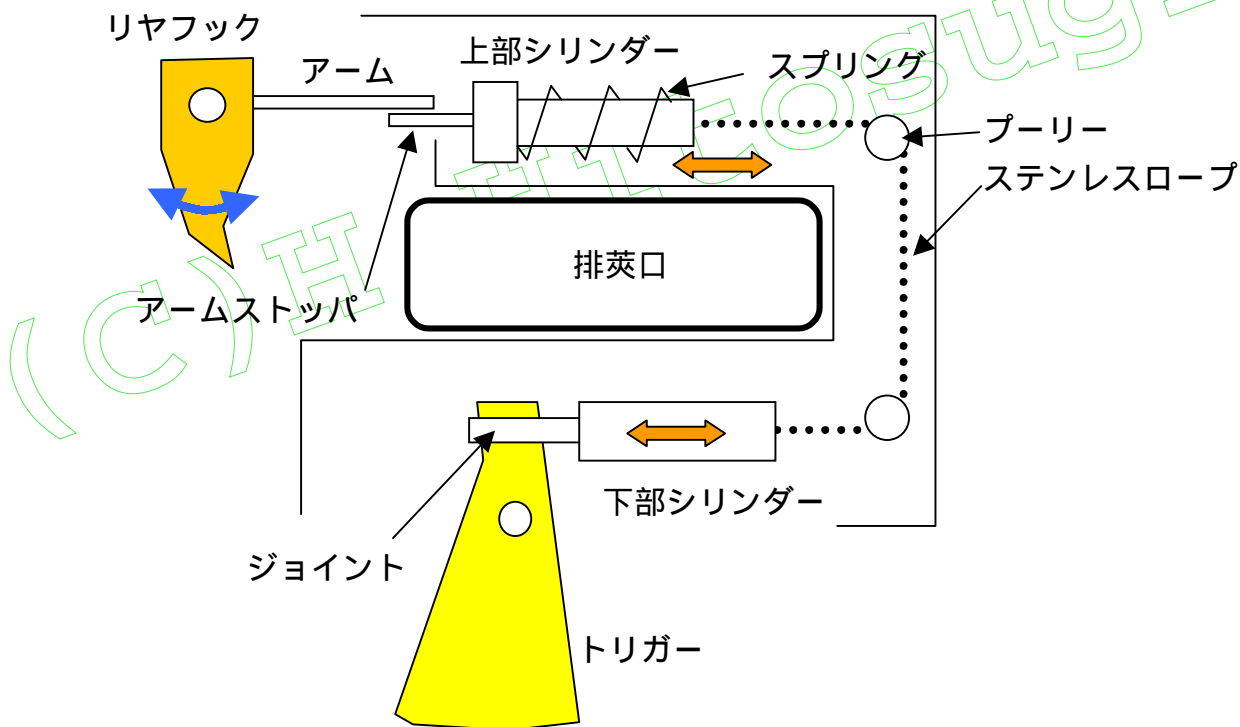 リヤフック
アーム
上部シリンダー
スプリング
プーリー
ステンレスロープ
排莢口
アームストッパ
下部シリンダー
ジョイント
トリガー